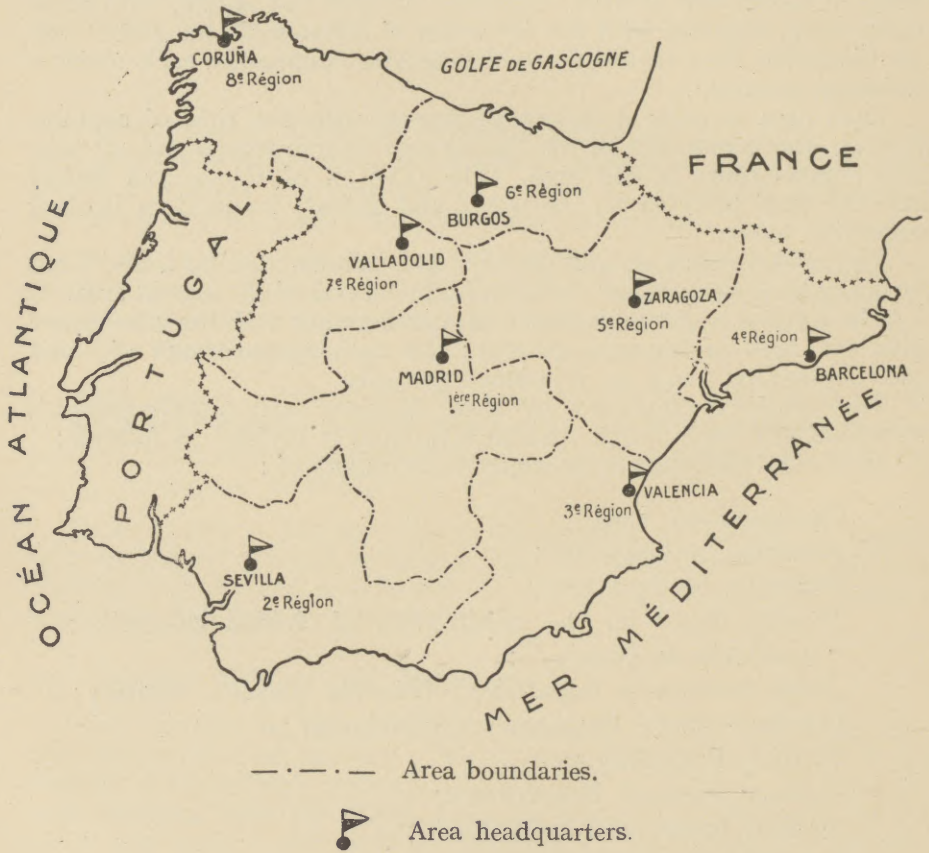 CORUÑA
8e Région
GOLFE DE GASCOGNE
FRANCE
6e Région
BURGOS
VALLADOLID
7e Région
ZARAGOZA
5e Région
4e Région
BARCELONA
MADRID
1ère Région
VALENCIA
3e Région
SEVILLA
2e Région
PORTUGAL
OCÉAN ATLANTIQUE
MER MÉDITERRANÉE
Area boundaries.
Area headquarters.